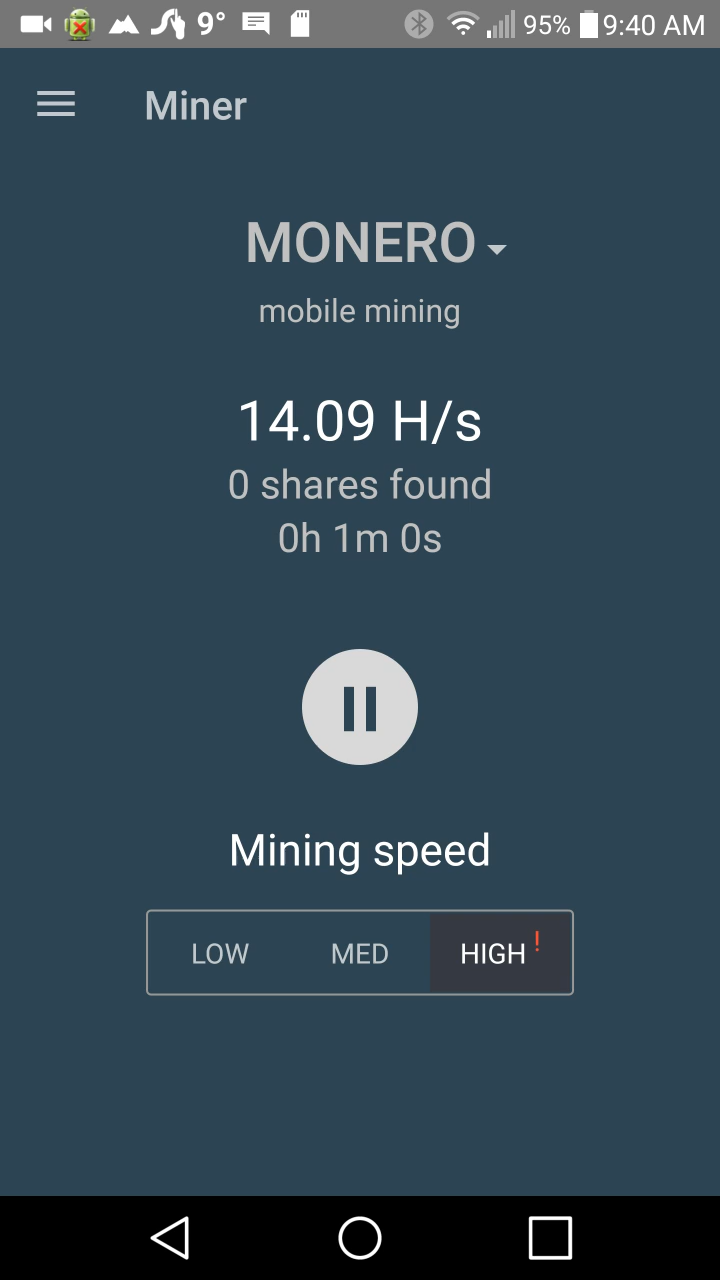 9° 95% 9:40 AM
Miner
MONERO
mobile mining
14.09 H/s
0 shares found
0h 1m 0s
Mining speed
LOW MED HIGH !